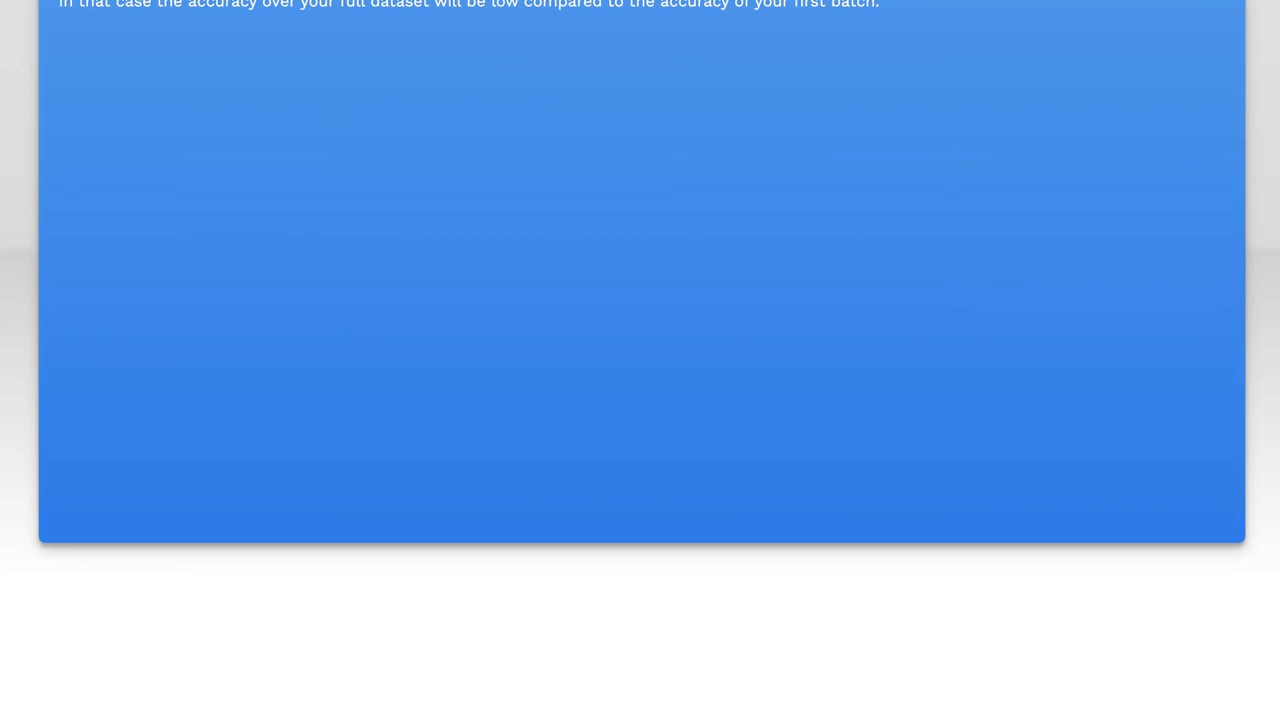 in that case the accuracy over your full dataset will be low compared to the accuracy of your first batch.